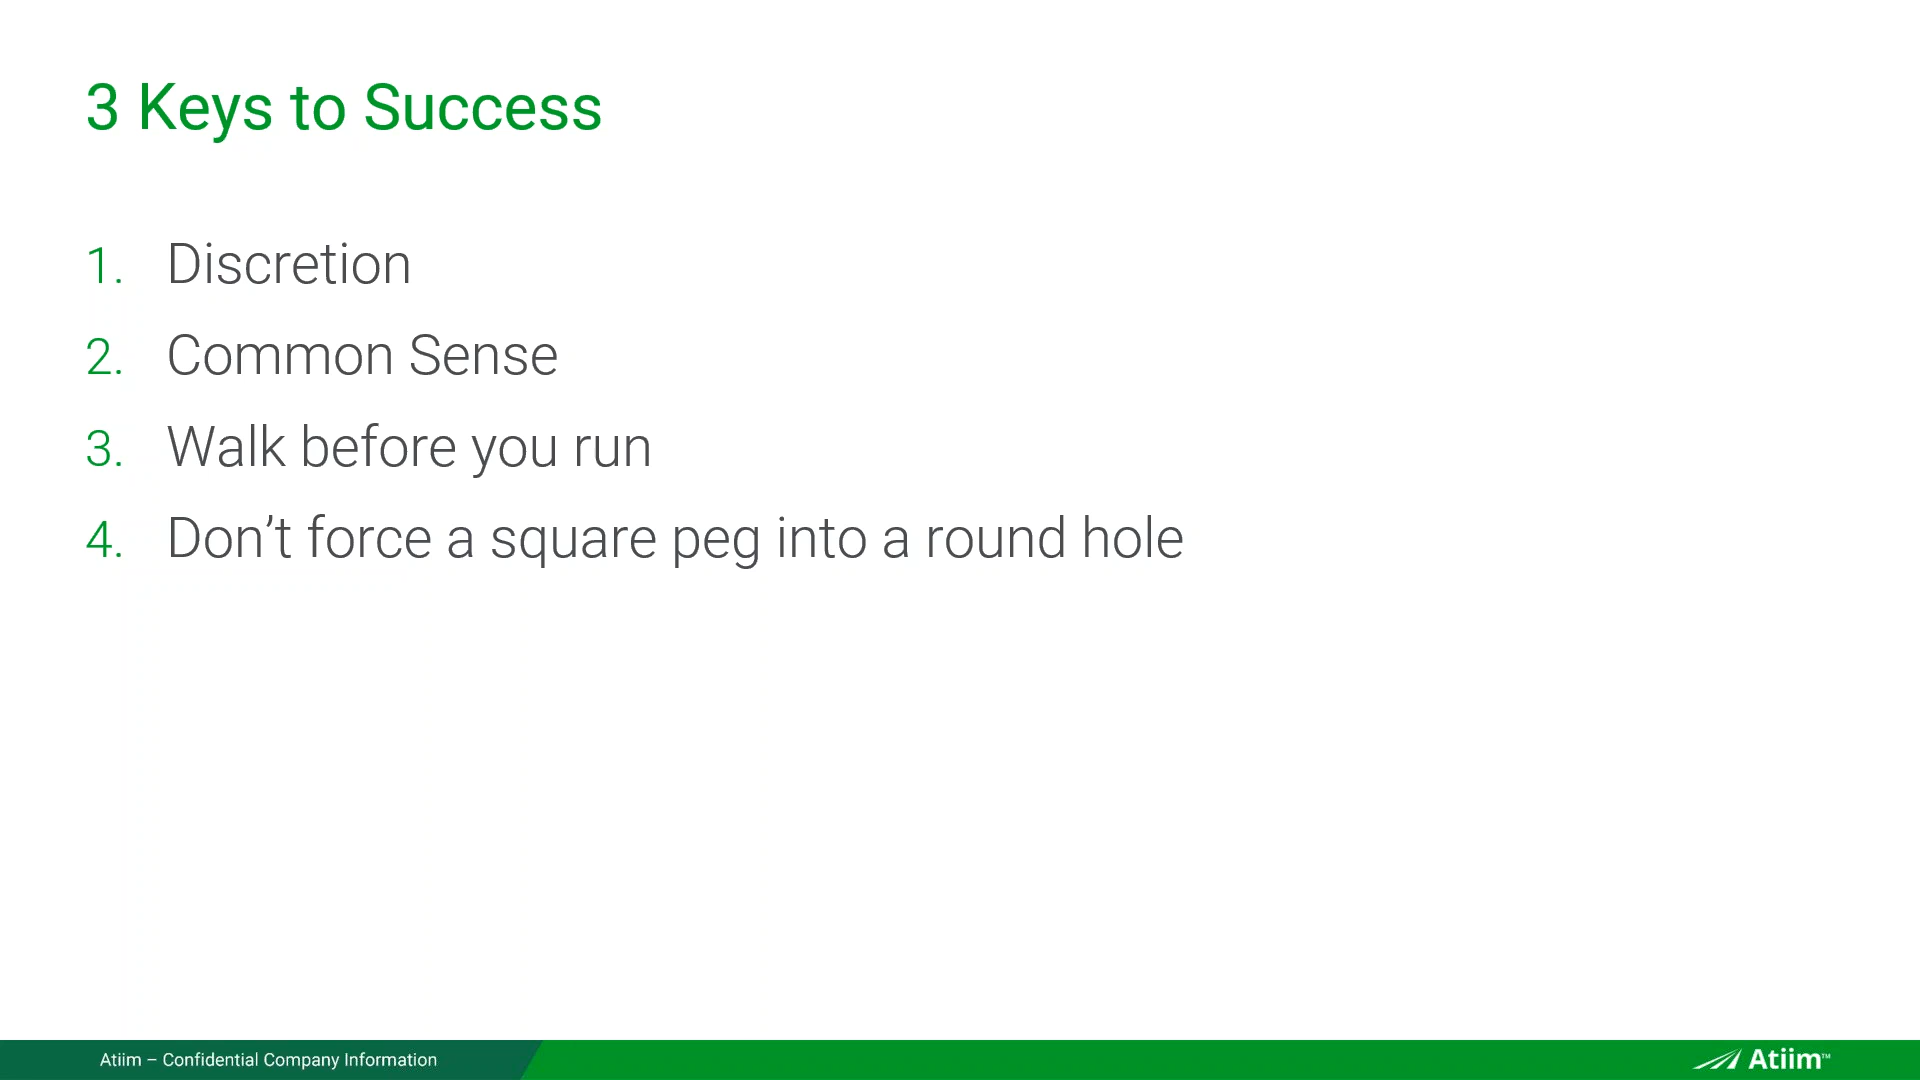 3 Keys to Success
1. Discretion
2. Common Sense
3. Walk before you run
4. Don’t force a square peg into a round hole
Atiim – Confidential Company Information
Atiim™